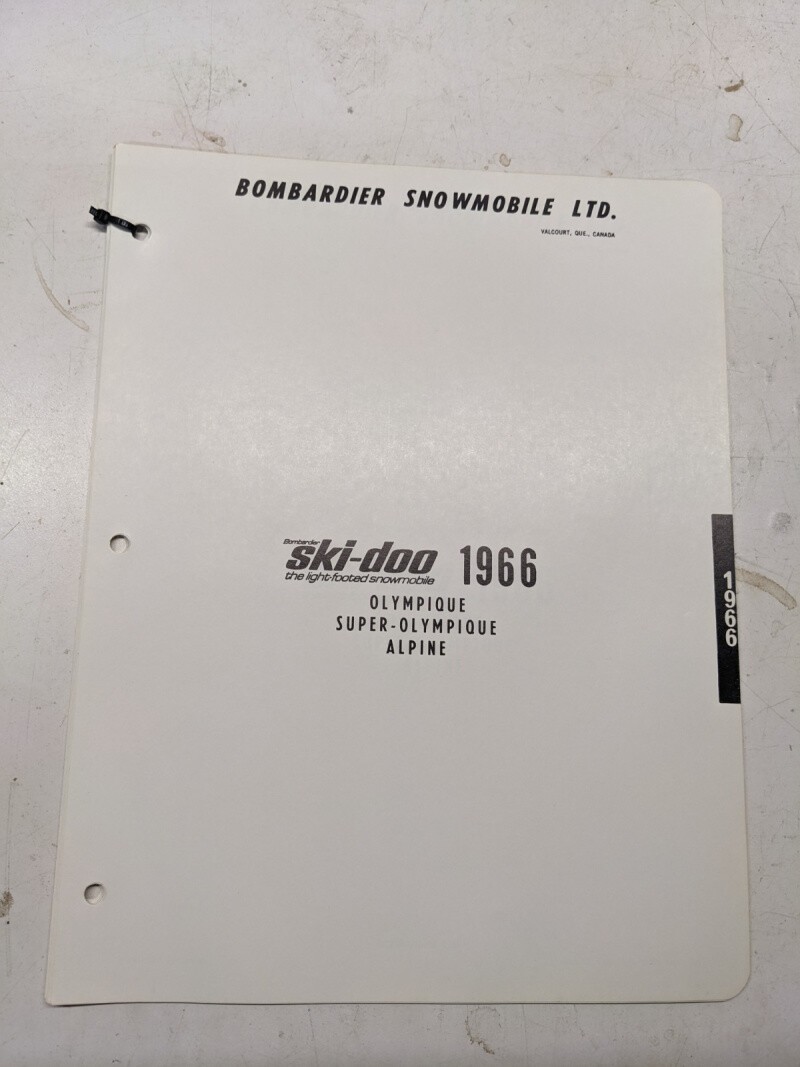 BOMBARDIER SNOWMOBILE LTD.
VALCOURT, QUE., CANADA
Bombardier
ski-doo 1966
the light-footed snowmobile
OLYMPIQUE
SUPER-OLYMPIQUE
ALPINE
1966